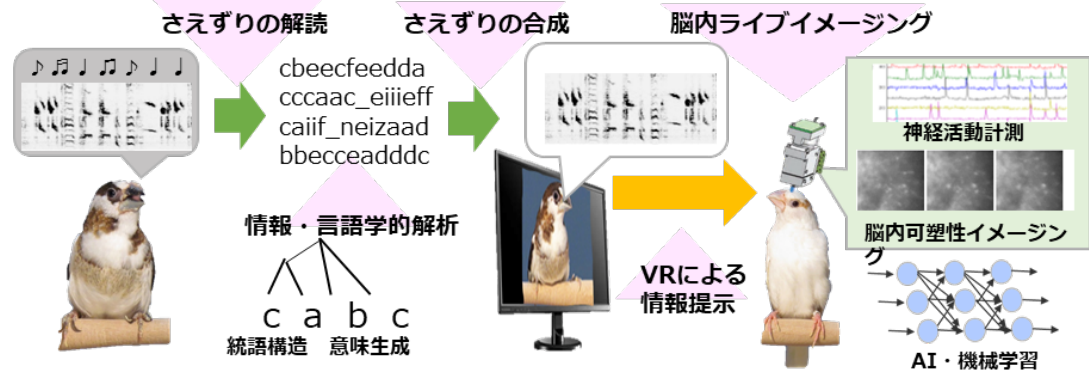 さえずりの解読
さえずりの合成
脳内ライブイメージング
cbeecfeedda
cccaac_eiiieff
caiif_neizaad
bbecceadddc
情報・言語学的解析
c a b c
統語構造 意味生成
VRによる
情報提示
神経活動計測
脳内可塑性イメージン
グ
AI・機械学習